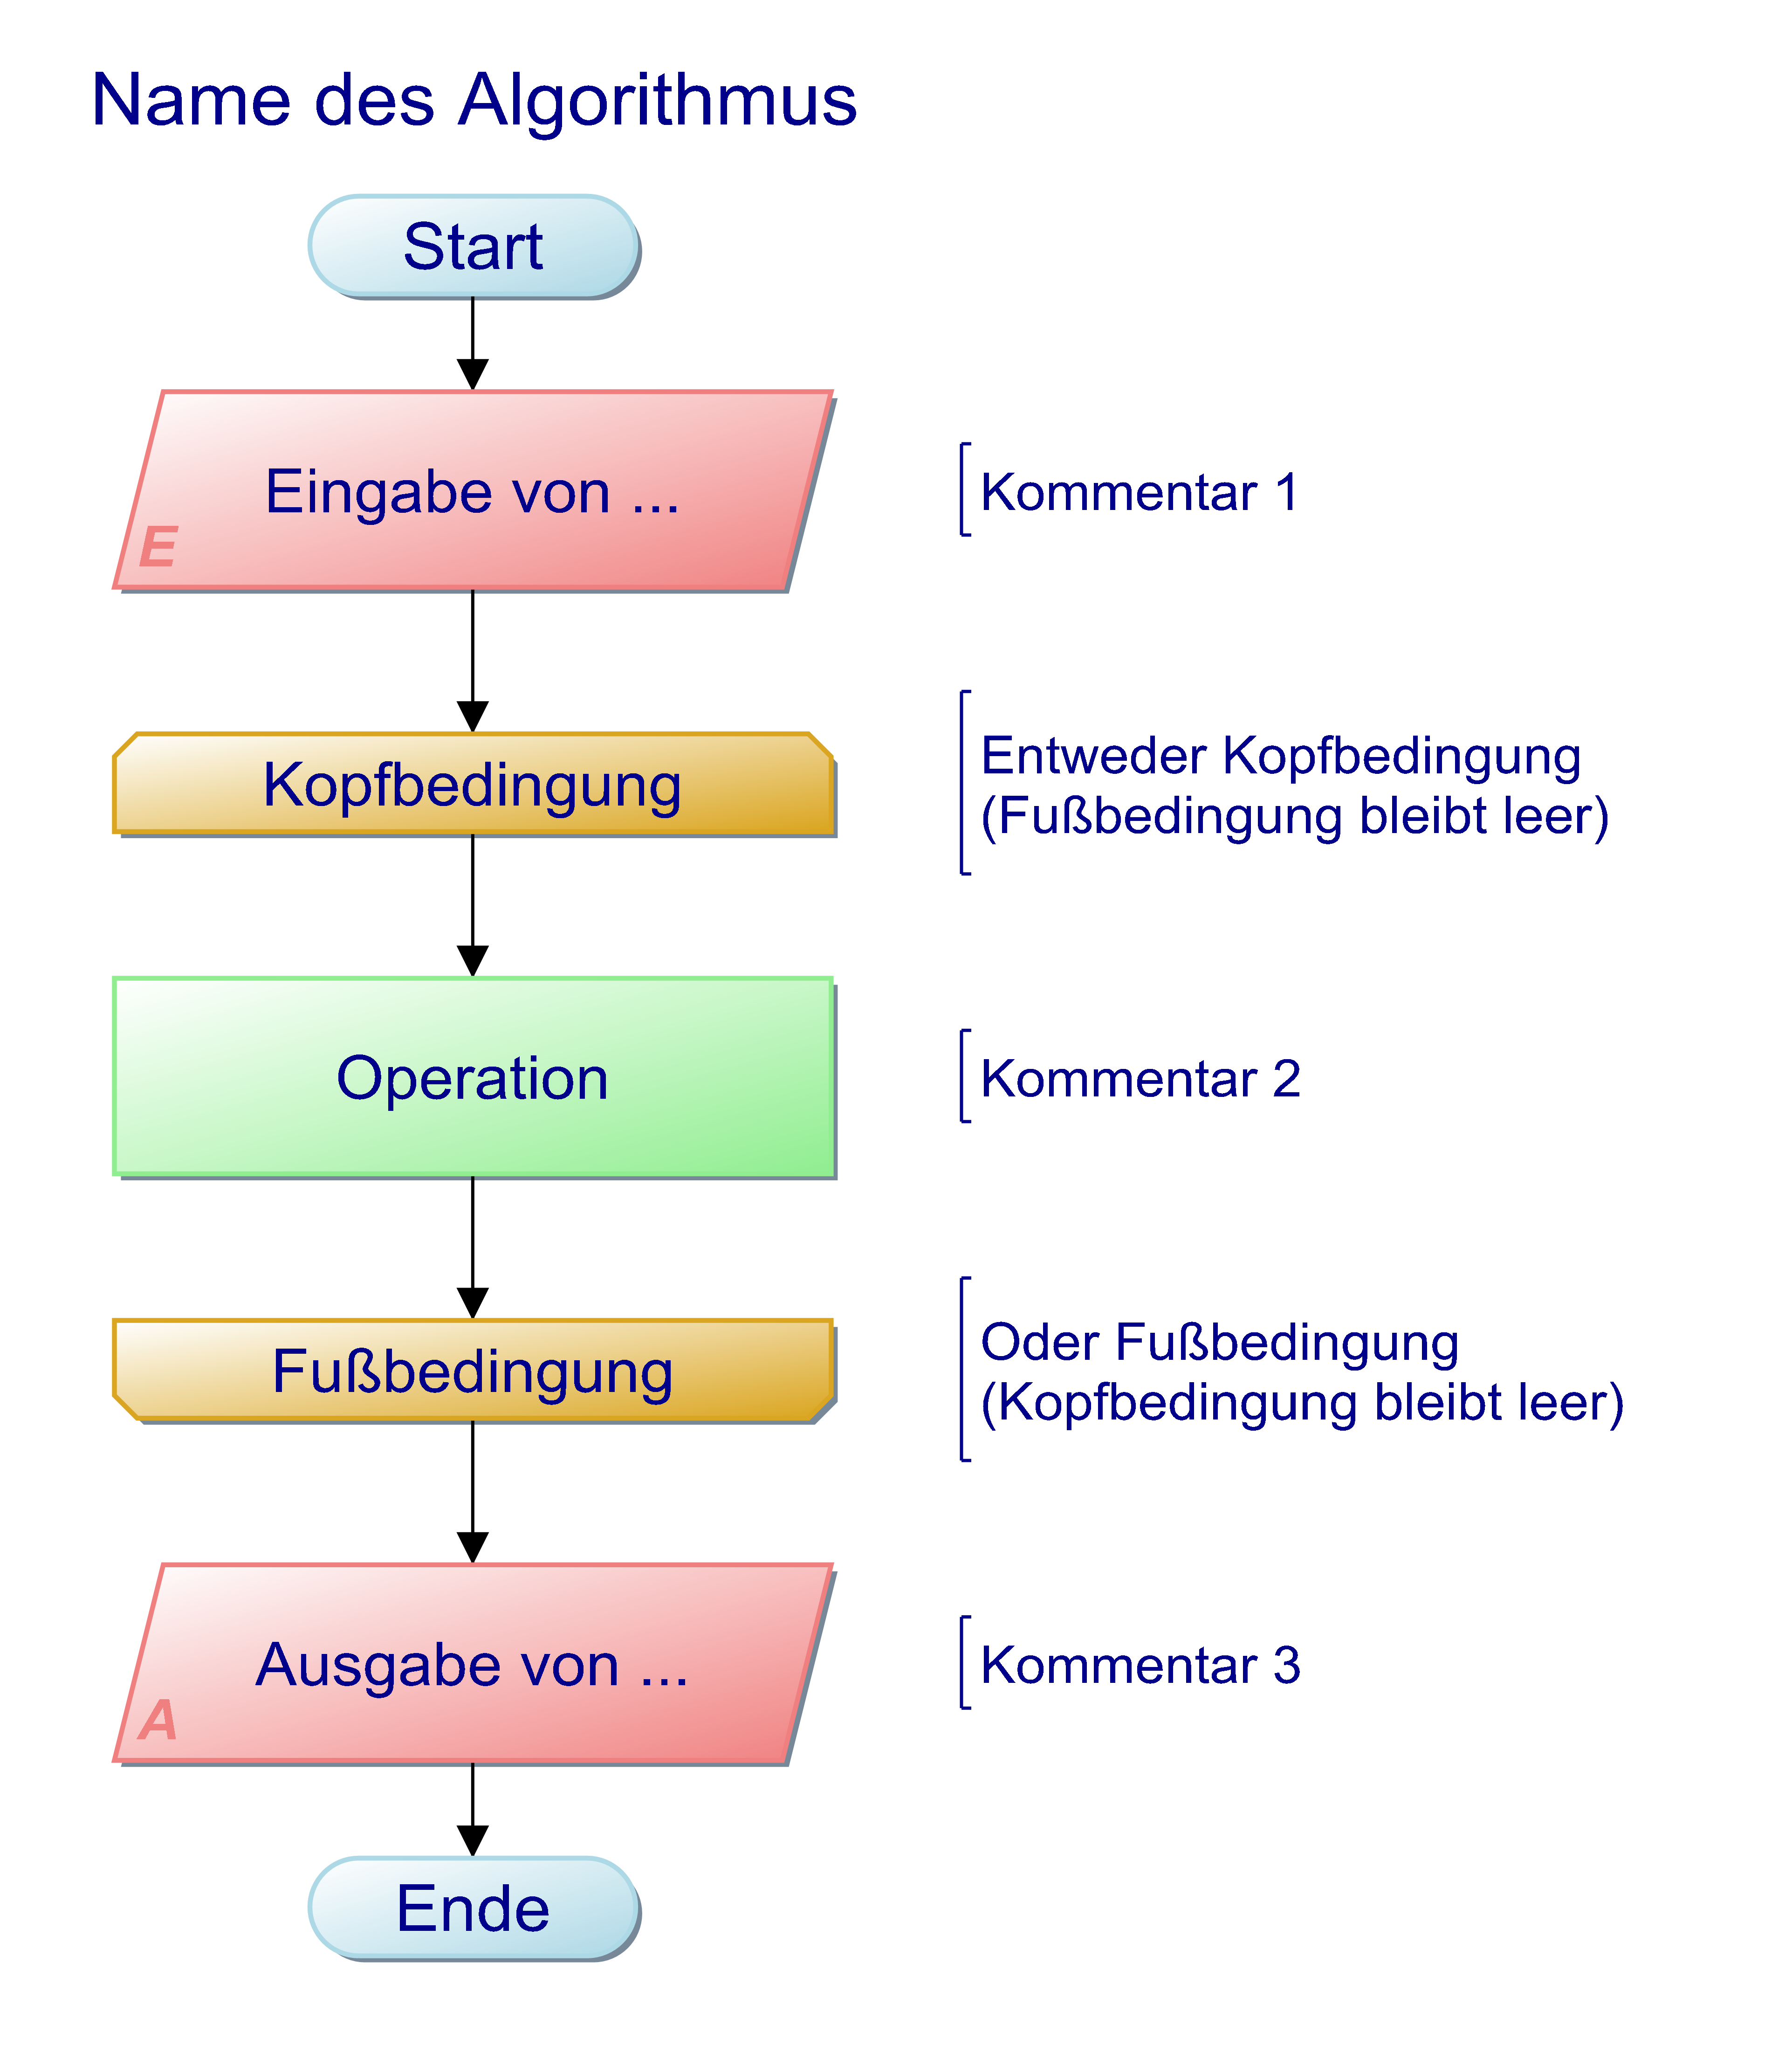 Name des Algorithmus
Start
Eingabe von ...
E
Kommentar 1
Kopfbedingung
Entweder Kopfbedingung
(Fußbedingung bleibt leer)
Operation
Kommentar 2
Fußbedingung
Oder Fußbedingung
(Kopfbedingung bleibt leer)
Ausgabe von ...
A
Kommentar 3
Ende